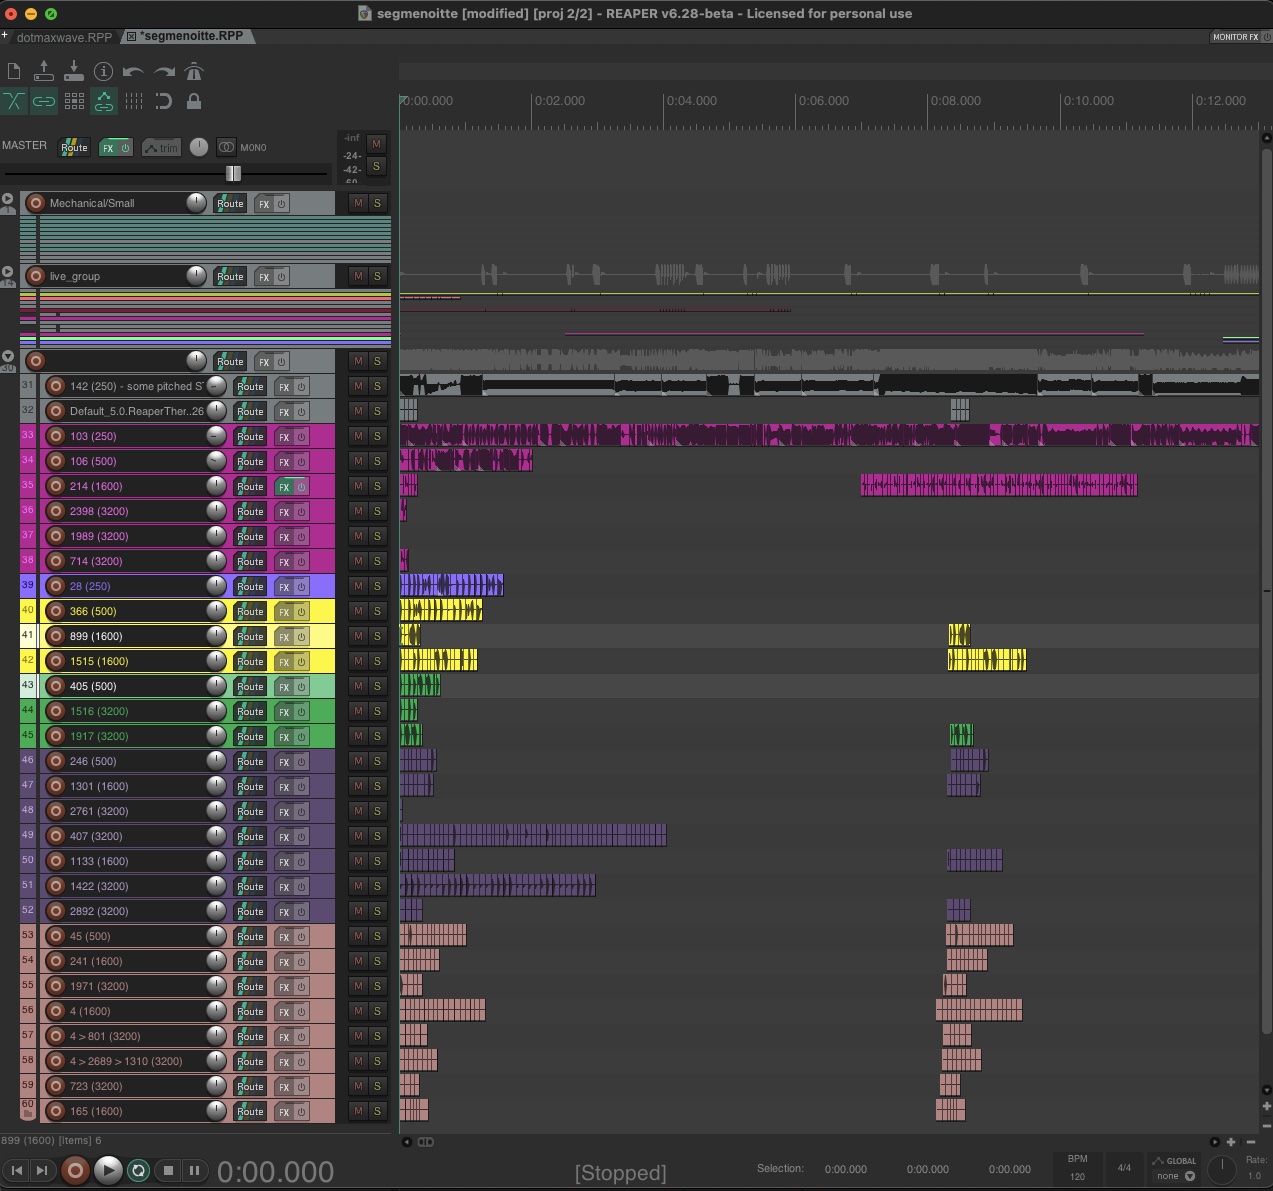 segmenoitte [modified] [proj 2/2] - REAPER v6.28-beta - Licensed for personal use
+ dotmaxwave.RPP *segmenoitte.RPP
MONITOR FX
0:00.000 0:02.000 0:04.000 0:06.000 0:08.000 0:10.000 0:12.000
MASTER Route FX trim MONO
-inf
-24-
-42-
-60-
M
S
1 Mechanical/Small Route FX M S
14 live_group Route FX M S
30 Route FX M S
31 142 (250) - some pitched ST Route FX M S
32 Default_5.0.ReaperTher..26 Route FX M S
33 103 (250) Route FX M S
34 106 (500) Route FX M S
35 214 (1600) Route FX M S
36 2398 (3200) Route FX M S
37 1989 (3200) Route FX M S
38 714 (3200) Route FX M S
39 28 (250) Route FX M S
40 366 (500) Route FX M S
41 899 (1600) Route FX M S
42 1515 (1600) Route FX M S
43 405 (500) Route FX M S
44 1516 (3200) Route FX M S
45 1917 (3200) Route FX M S
46 246 (500) Route FX M S
47 1301 (1600) Route FX M S
48 2761 (3200) Route FX M S
49 407 (3200) Route FX M S
50 1133 (1600) Route FX M S
51 1422 (3200) Route FX M S
52 2892 (3200) Route FX M S
53 45 (500) Route FX M S
54 241 (1600) Route FX M S
55 1971 (3200) Route FX M S
56 4 (1600) Route FX M S
57 4 > 801 (3200) Route FX M S
58 4 > 2689 > 1310 (3200) Route FX M S
59 723 (3200) Route FX M S
60 165 (1600) Route FX M S
899 (1600) [Items] 6
0:00.000 [Stopped] Selection: 0:00.000 0:00.000 0:00.000
BPM
120
4/4
GLOBAL
none
Rate:
1.0